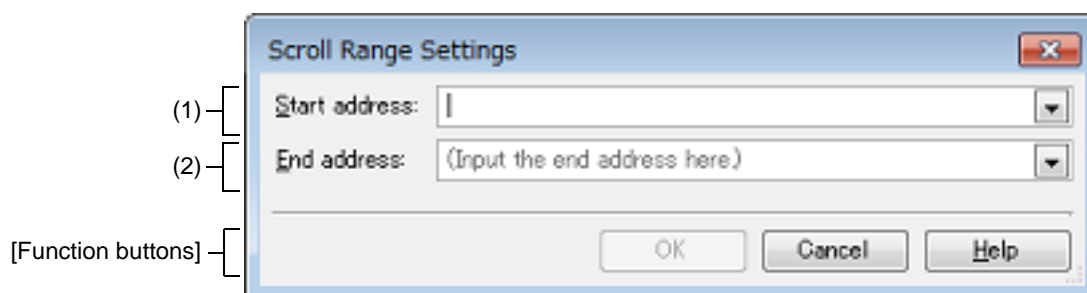 Scroll Range Settings
(1) Start address:
(2) End address: (Input the end address here.)
[Function buttons] OK Cancel Help